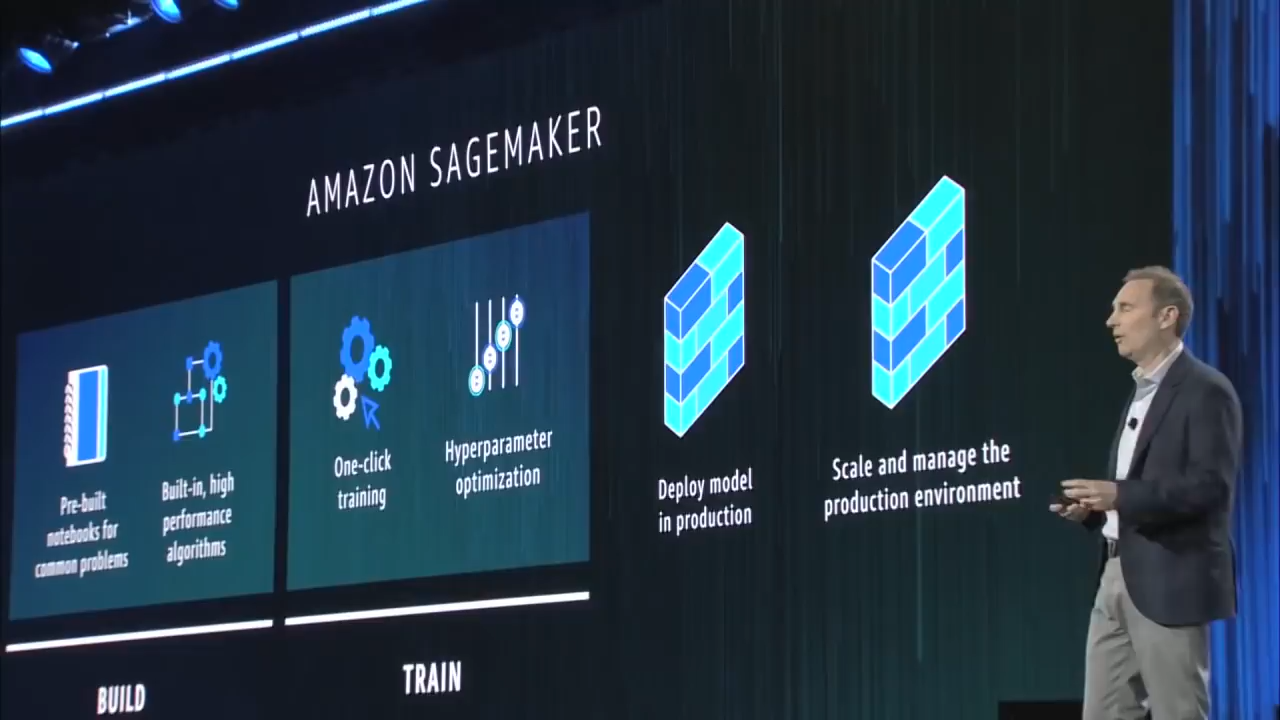 AMAZON SAGEMAKER
Pre-built
notebooks for
common problems
Built-in, high
performance
algorithms
One-click
training
Hyperparameter
optimization
Deploy model
in production
Scale and manage the
production environment
BUILD
TRAIN